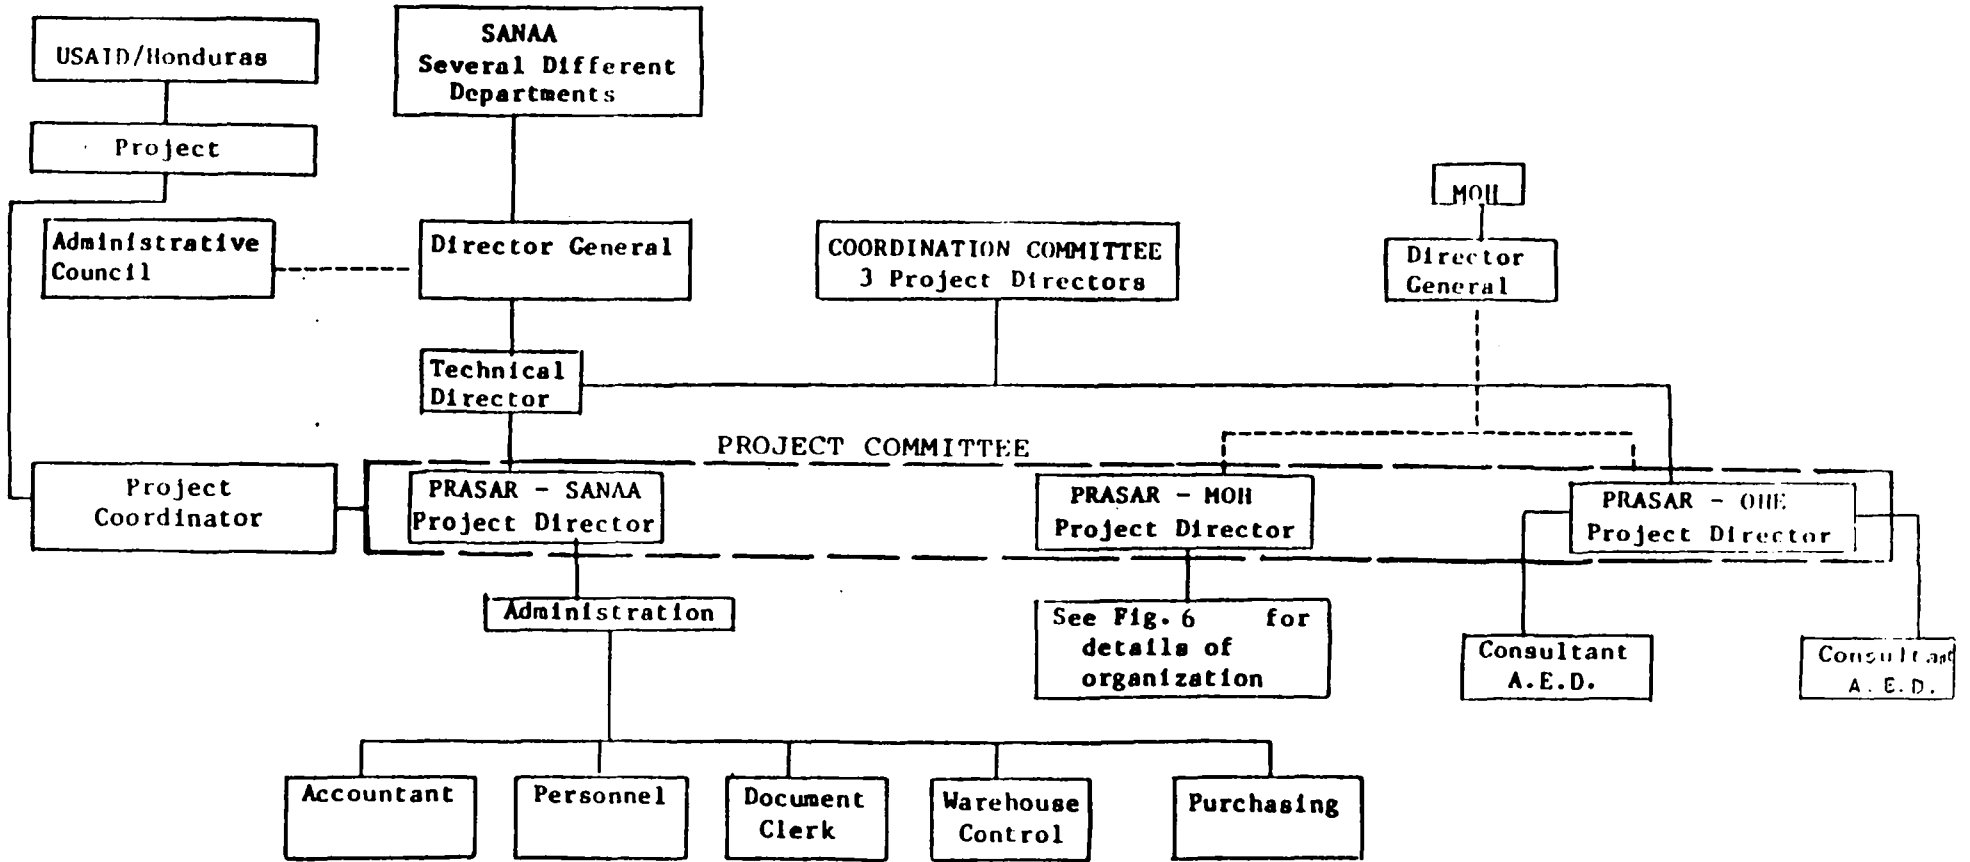 USAID/Honduras
Project
SANAA
Several Different
Departments
Administrative
Council
Director General
COORDINATION COMMITTEE
3 Project Directors
MOH
Director
General
Technical
Director
PROJECT COMMITTEE
Project
Coordinator
PRASAR - SANAA
Project Director
PRASAR - MOH
Project Director
PRASAR - OHE
Project Director
Administration
See Fig. 6 for
details of
organization
Consultant
A.E.D.
Consultant
A.E.D.
Accountant
Personnel
Document
Clerk
Warehouse
Control
Purchasing